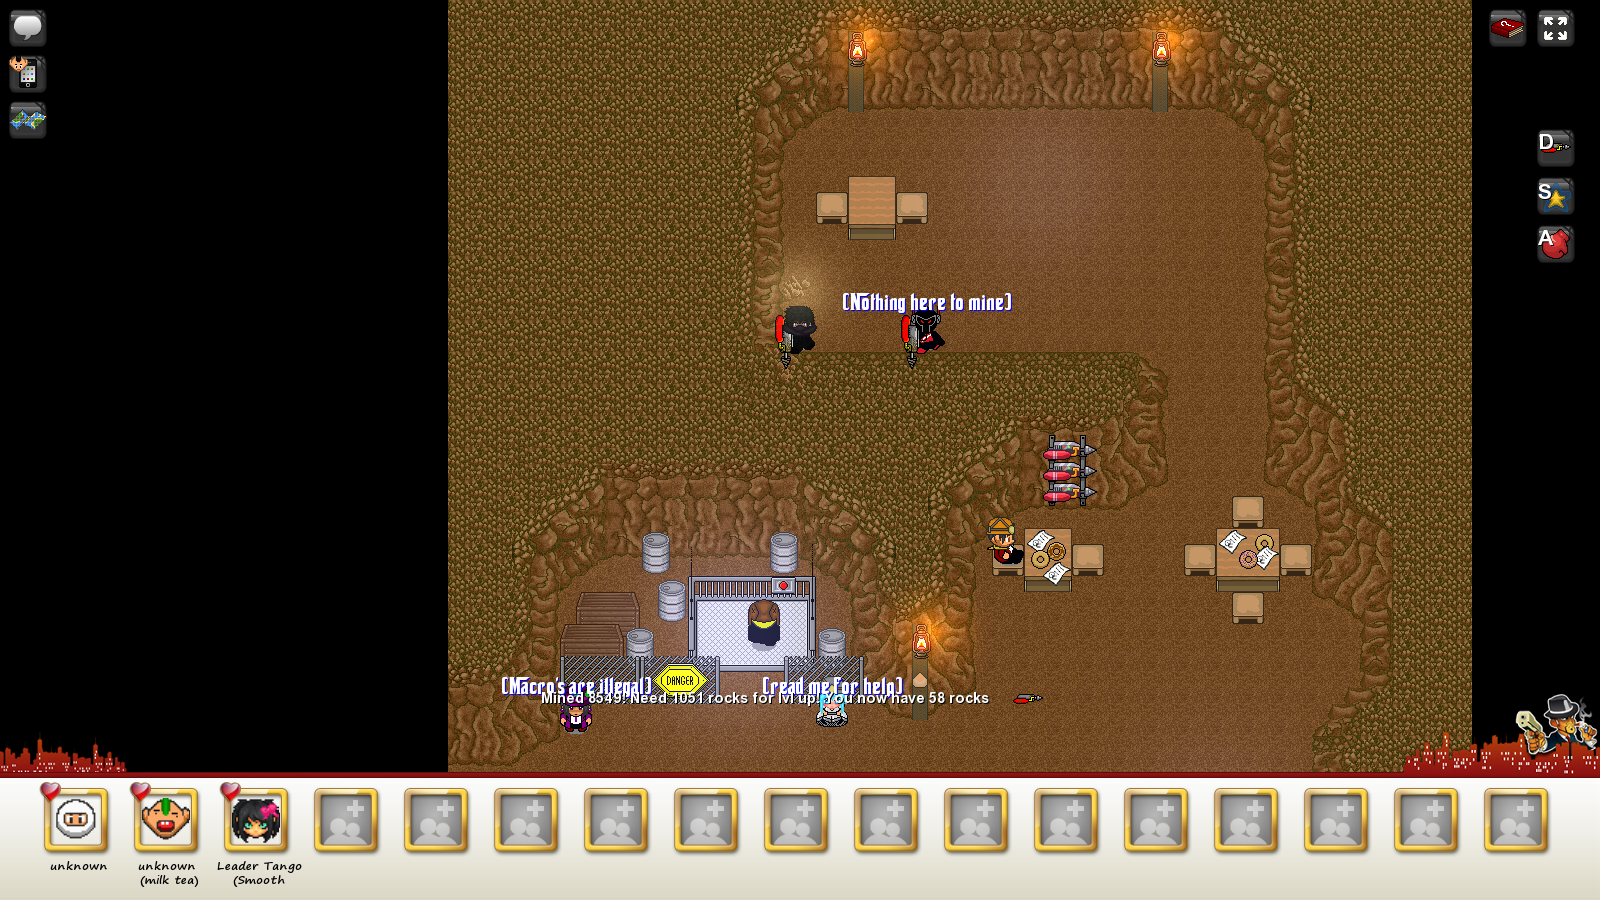 D
S
A
(Nothing here to mine)
DANGER
(Macro's are illegal)
(read me for help)
Mined 8549! Need 1051 rocks for lvl up! You now have 58 rocks
unknown
unknown
(milk tea)
Leader Tango
(Smooth